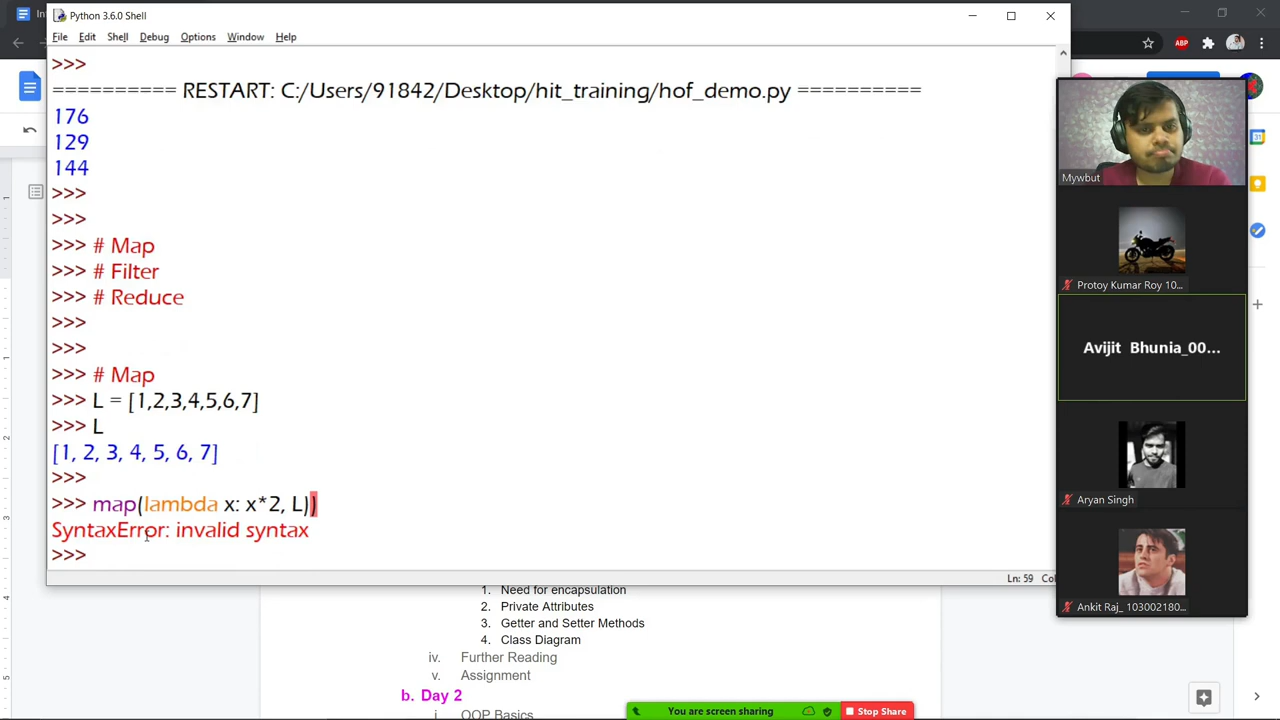 Python 3.6.0 Shell
File Edit Shell Debug Options Window Help
>>>
========== RESTART: C:/Users/91842/Desktop/hit_training/hof_demo.py ==========
176
129
144
>>>
>>>
>>> # Map
>>> # Filter
>>> # Reduce
>>>
>>>
>>> # Map
>>> L = [1,2,3,4,5,6,7]
>>> L
[1, 2, 3, 4, 5, 6, 7]
>>>
>>> map(lambda x: x*2, L))
SyntaxError: invalid syntax
>>>
Ln: 59
ABP
Mywbut
Protoy Kumar Roy 10...
Avijit Bhunia_00...
Aryan Singh
Ankit Raj_ 103002180...
1. Need for encapsulation
2. Private Attributes
3. Getter and Setter Methods
4. Class Diagram
iv. Further Reading
v. Assignment
b. Day 2
i. OOP Basics
You are screen sharing
Stop Share